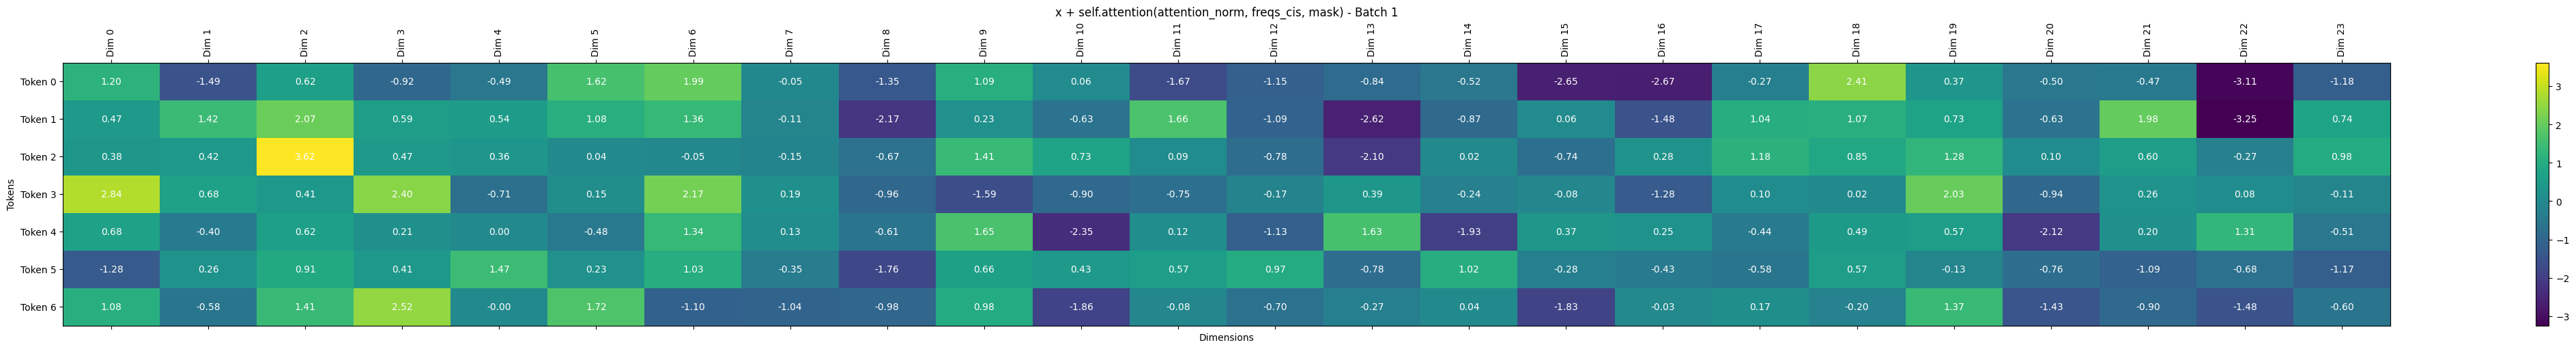 x + self.attention(attention_norm, freqs_cis, mask) - Batch 1
Dim 0 Dim 1 Dim 2 Dim 3 Dim 4 Dim 5 Dim 6 Dim 7 Dim 8 Dim 9 Dim 10 Dim 11 Dim 12 Dim 13 Dim 14 Dim 15 Dim 16 Dim 17 Dim 18 Dim 19 Dim 20 Dim 21 Dim 22 Dim 23
Token 0 1.20 -1.49 0.62 -0.92 -0.49 1.62 1.99 -0.05 -1.35 1.09 0.06 -1.67 -1.15 -0.84 -0.52 -2.65 -2.67 -0.27 2.41 0.37 -0.50 -0.47 -3.11 -1.18
Token 1 0.47 1.42 2.07 0.59 0.54 1.08 1.36 -0.11 -2.17 0.23 -0.63 1.66 -1.09 -2.62 -0.87 0.06 -1.48 1.04 1.07 0.73 -0.63 1.98 -3.25 0.74
Token 2 0.38 0.42 3.62 0.47 0.36 0.04 -0.05 -0.15 -0.67 1.41 0.73 0.09 -0.78 -2.10 0.02 -0.74 0.28 1.18 0.85 1.28 0.10 0.60 -0.27 0.98
Token 3 2.84 0.68 0.41 2.40 -0.71 0.15 2.17 0.19 -0.96 -1.59 -0.90 -0.75 -0.17 0.39 -0.24 -0.08 -1.28 0.10 0.02 2.03 -0.94 0.26 0.08 -0.11
Token 4 0.68 -0.40 0.62 0.21 0.00 -0.48 1.34 0.13 -0.61 1.65 -2.35 0.12 -1.13 1.63 -1.93 0.37 0.25 -0.44 0.49 0.57 -2.12 0.20 1.31 -0.51
Token 5 -1.28 0.26 0.91 0.41 1.47 0.23 1.03 -0.35 -1.76 0.66 0.43 0.57 0.97 -0.78 1.02 -0.28 -0.43 -0.58 0.57 -0.13 -0.76 -1.09 -0.68 -1.17
Token 6 1.08 -0.58 1.41 2.52 -0.00 1.72 -1.10 -1.04 -0.98 0.98 -1.86 -0.08 -0.70 -0.27 0.04 -1.83 -0.03 0.17 -0.20 1.37 -1.43 -0.90 -1.48 -0.60
Tokens
Dimensions
3
2
1
0
−1
−2
−3